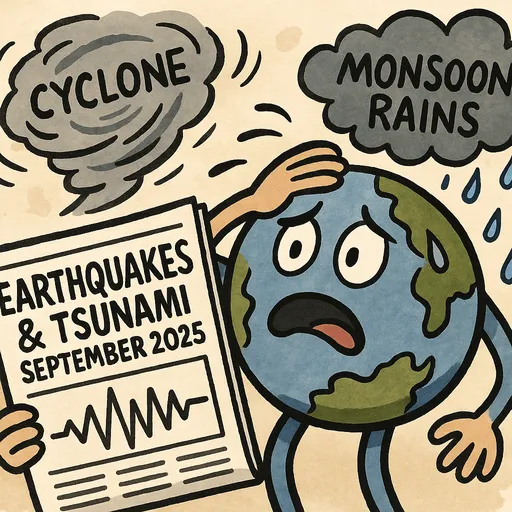 CYCLONE
MONSOON
RAINS
EARTHQUAKES
& TSUNAMI
SEPTEMBER 2025